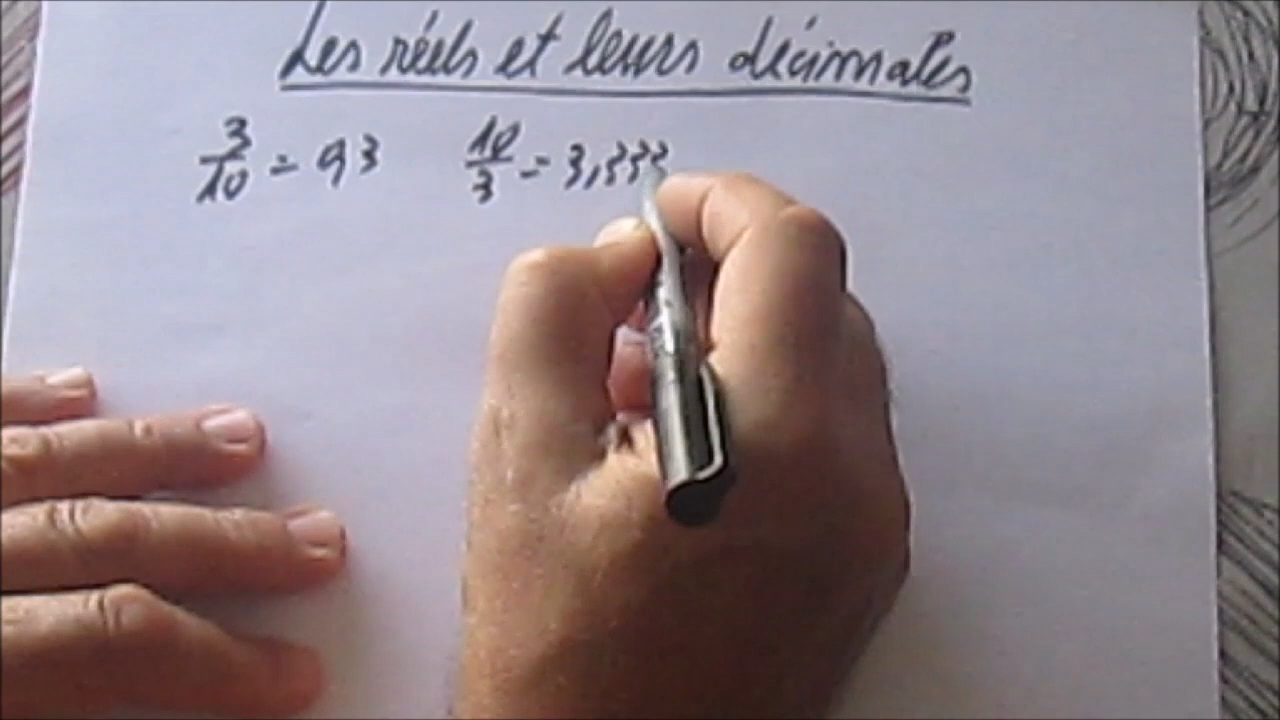 Les réels et leurs décimales
3/10 = 0,3 10/3 = 3,333